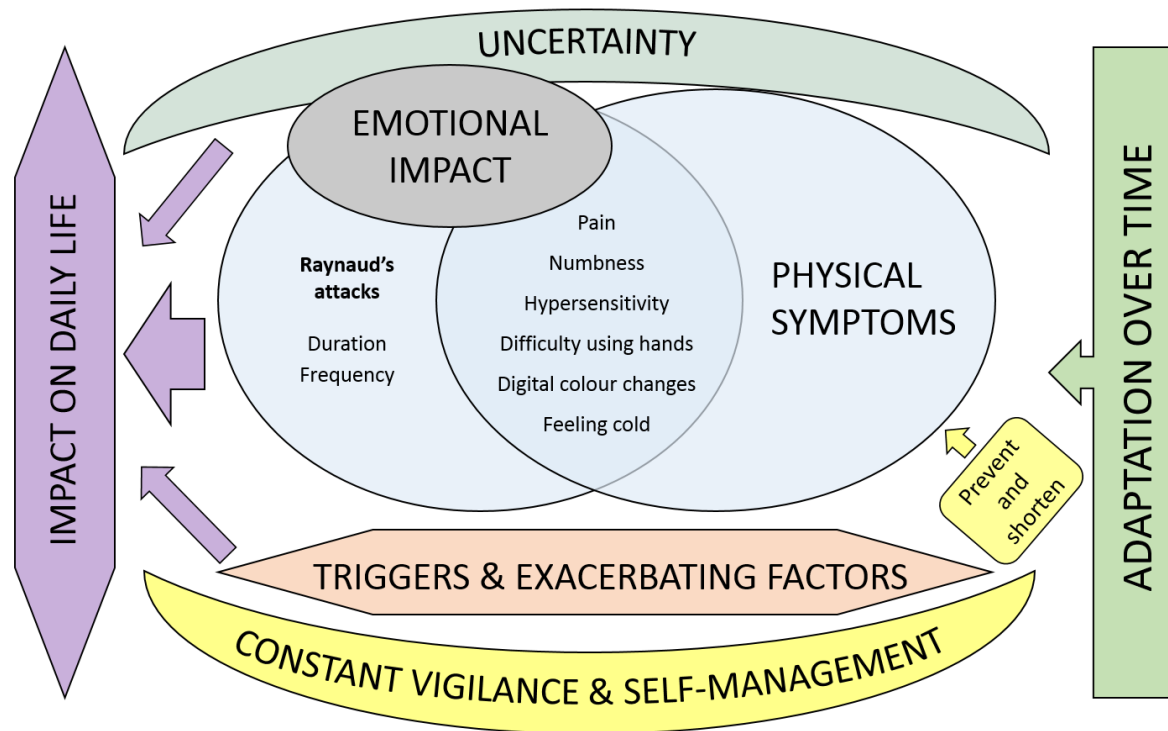 UNCERTAINTY
EMOTIONAL
IMPACT
IMPACT ON DAILY LIFE
Raynaud's
attacks
Duration
Frequency
Pain
Numbness
Hypersensitivity
Difficulty using hands
Digital colour changes
Feeling cold
PHYSICAL
SYMPTOMS
ADAPTATION OVER TIME
Prevent
and
shorten
TRIGGERS & EXACERBATING FACTORS
CONSTANT VIGILANCE & SELF-MANAGEMENT